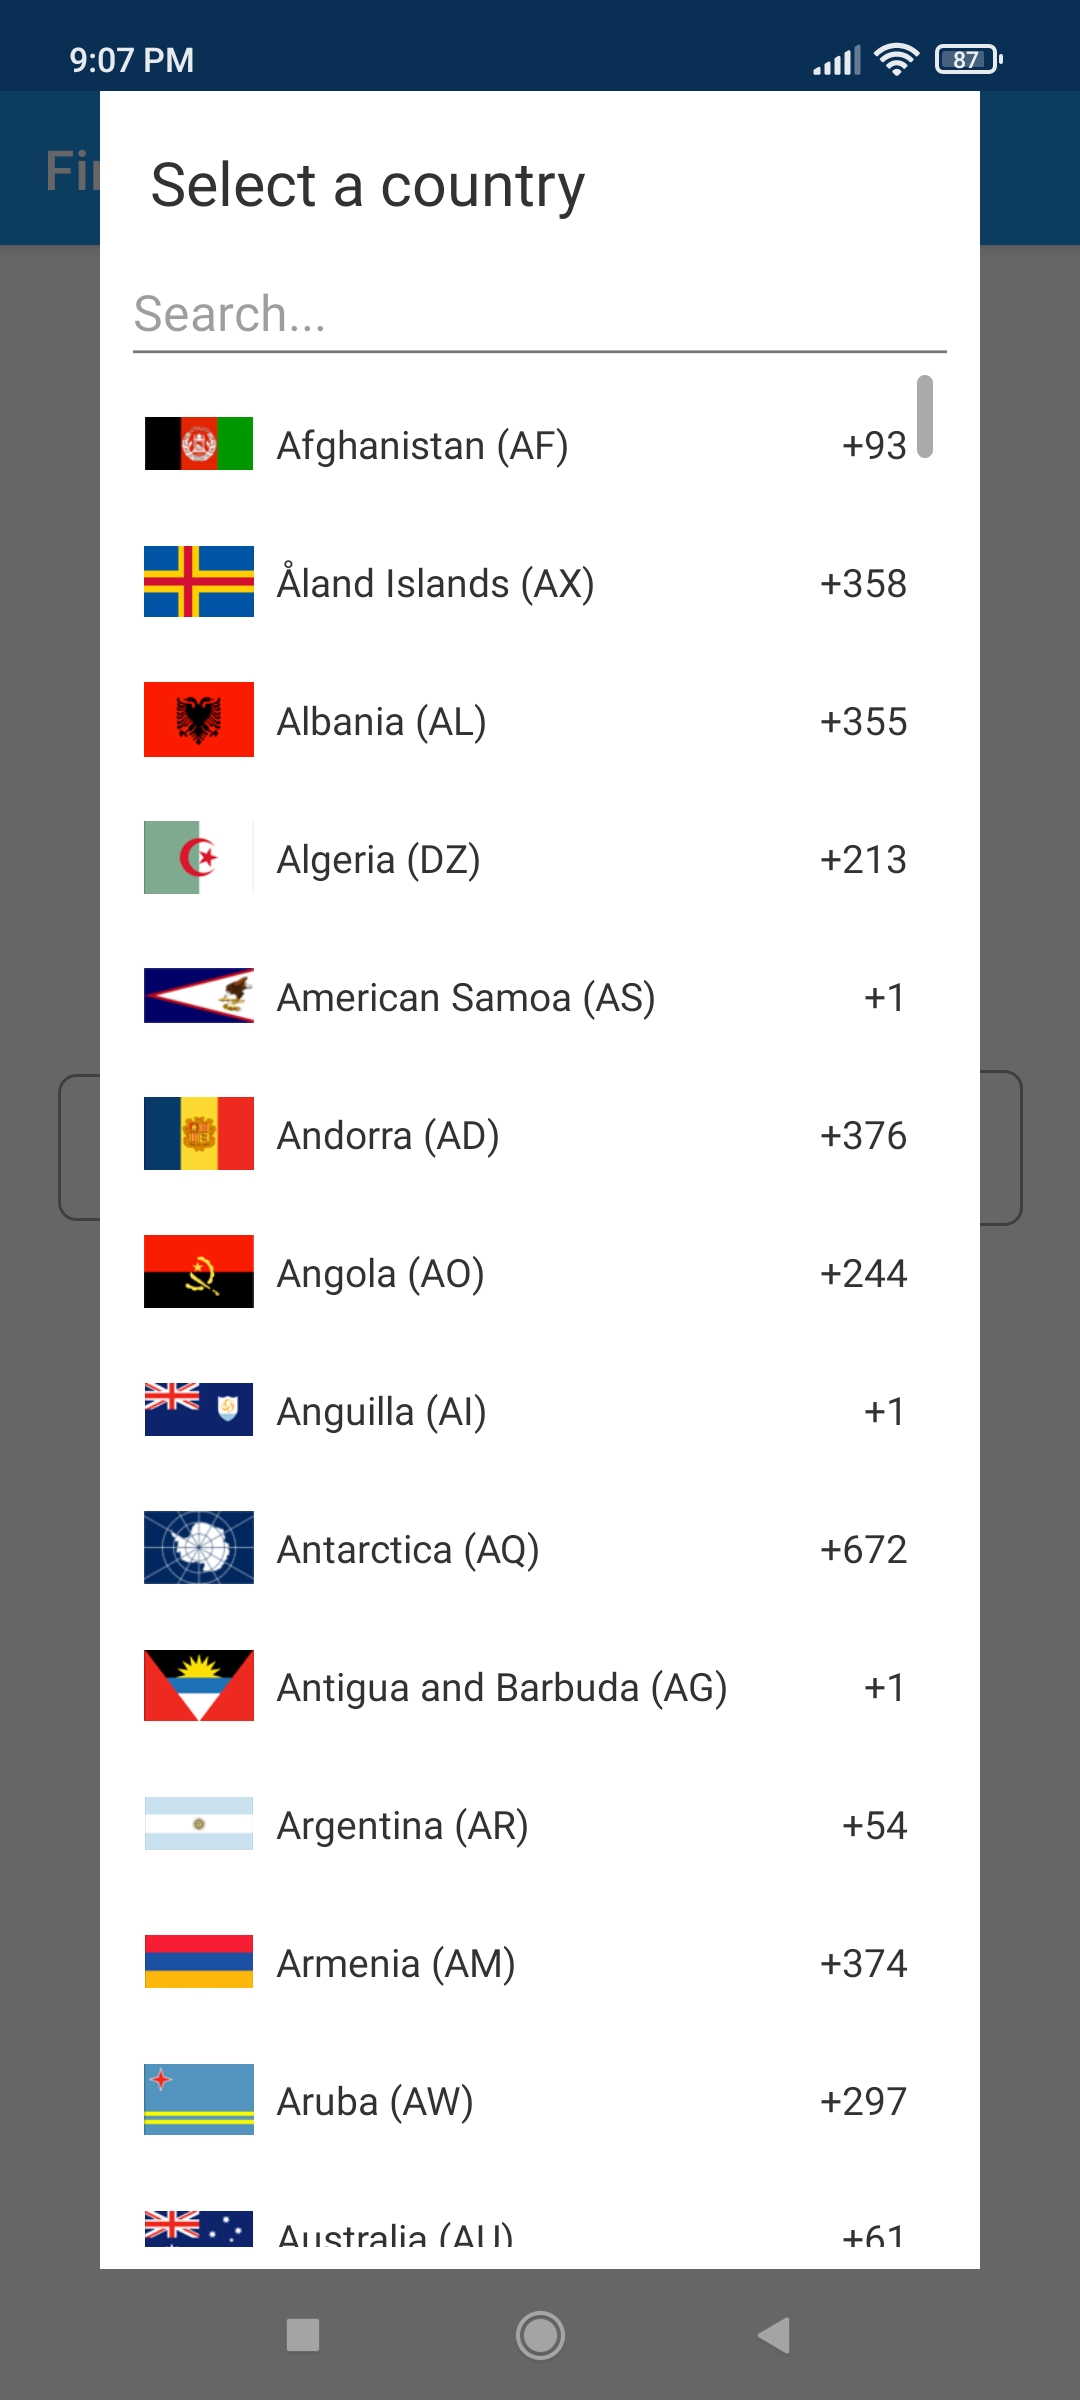 9:07 PM
87
Select a country
Search...
Afghanistan (AF) +93
Åland Islands (AX) +358
Albania (AL) +355
Algeria (DZ) +213
American Samoa (AS) +1
Andorra (AD) +376
Angola (AO) +244
Anguilla (AI) +1
Antarctica (AQ) +672
Antigua and Barbuda (AG) +1
Argentina (AR) +54
Armenia (AM) +374
Aruba (AW) +297
Australia (AU) +61